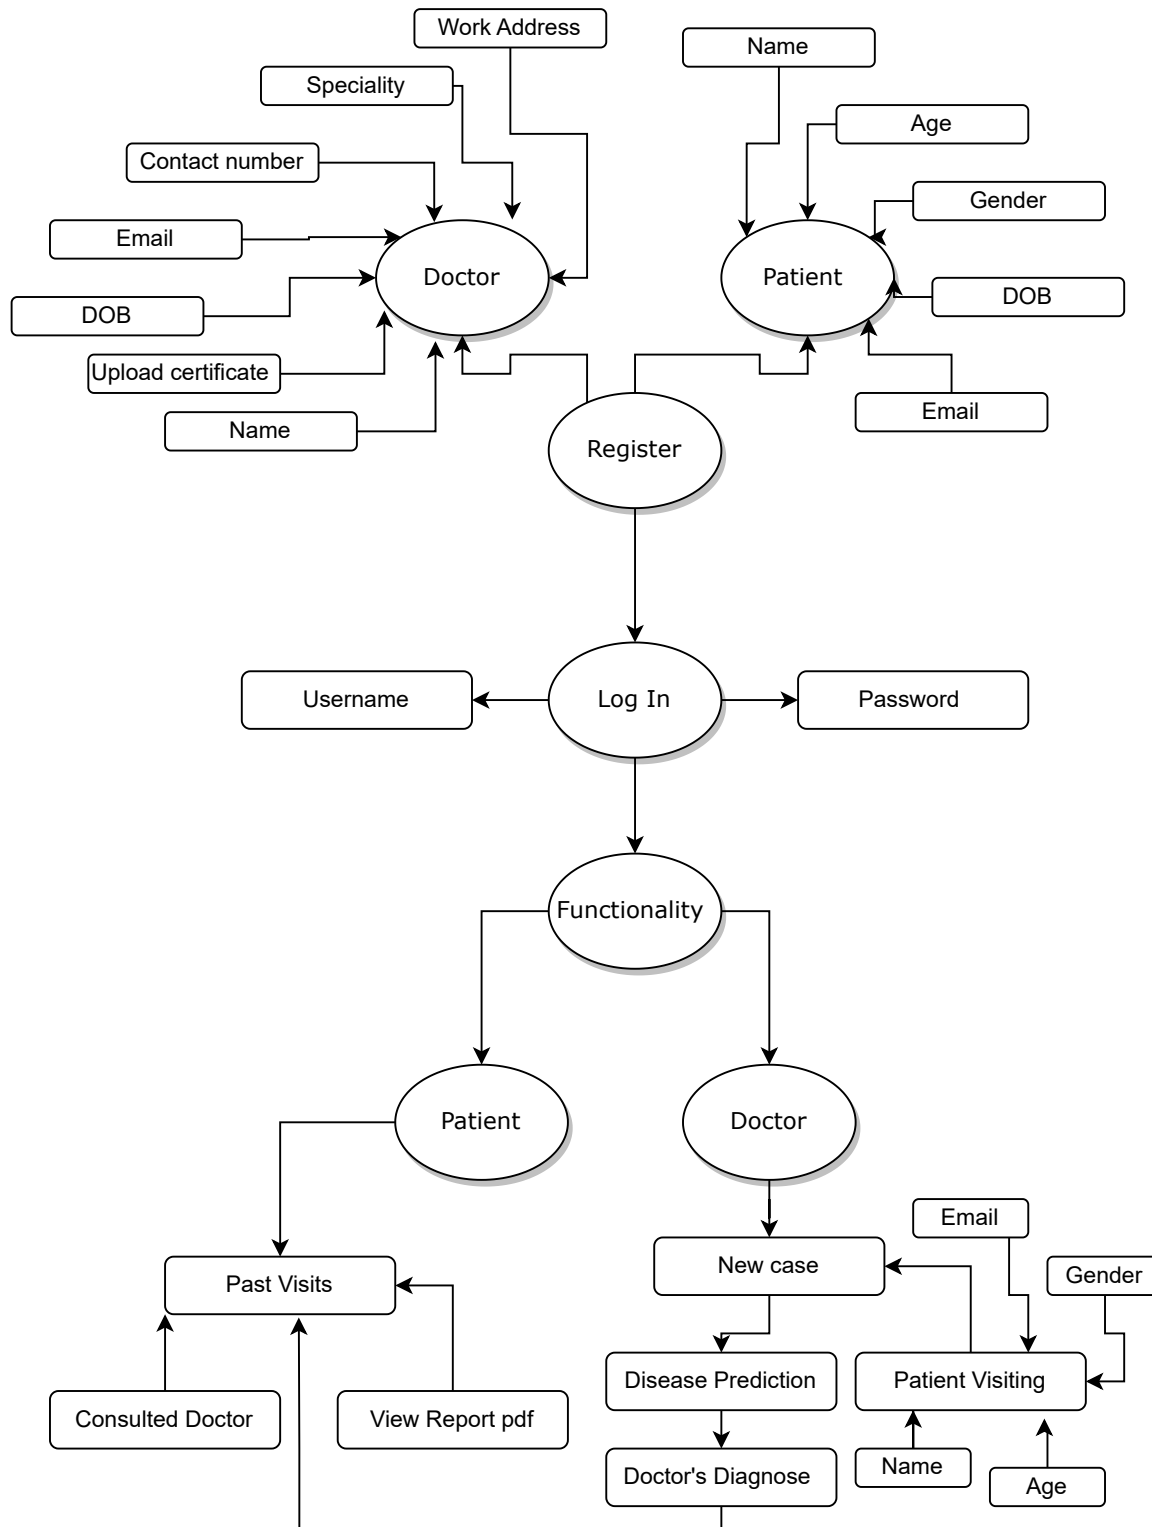 Work Address
Name
Speciality
Age
Contact number
Gender
Email
Doctor
Patient
DOB
DOB
Upload certificate
Name
Email
Register
Username
Log In
Password
Functionality
Patient
Doctor
Email
Past Visits
New case
Gender
Disease Prediction
Patient Visiting
Consulted Doctor
View Report pdf
Doctor's Diagnose
Name
Age